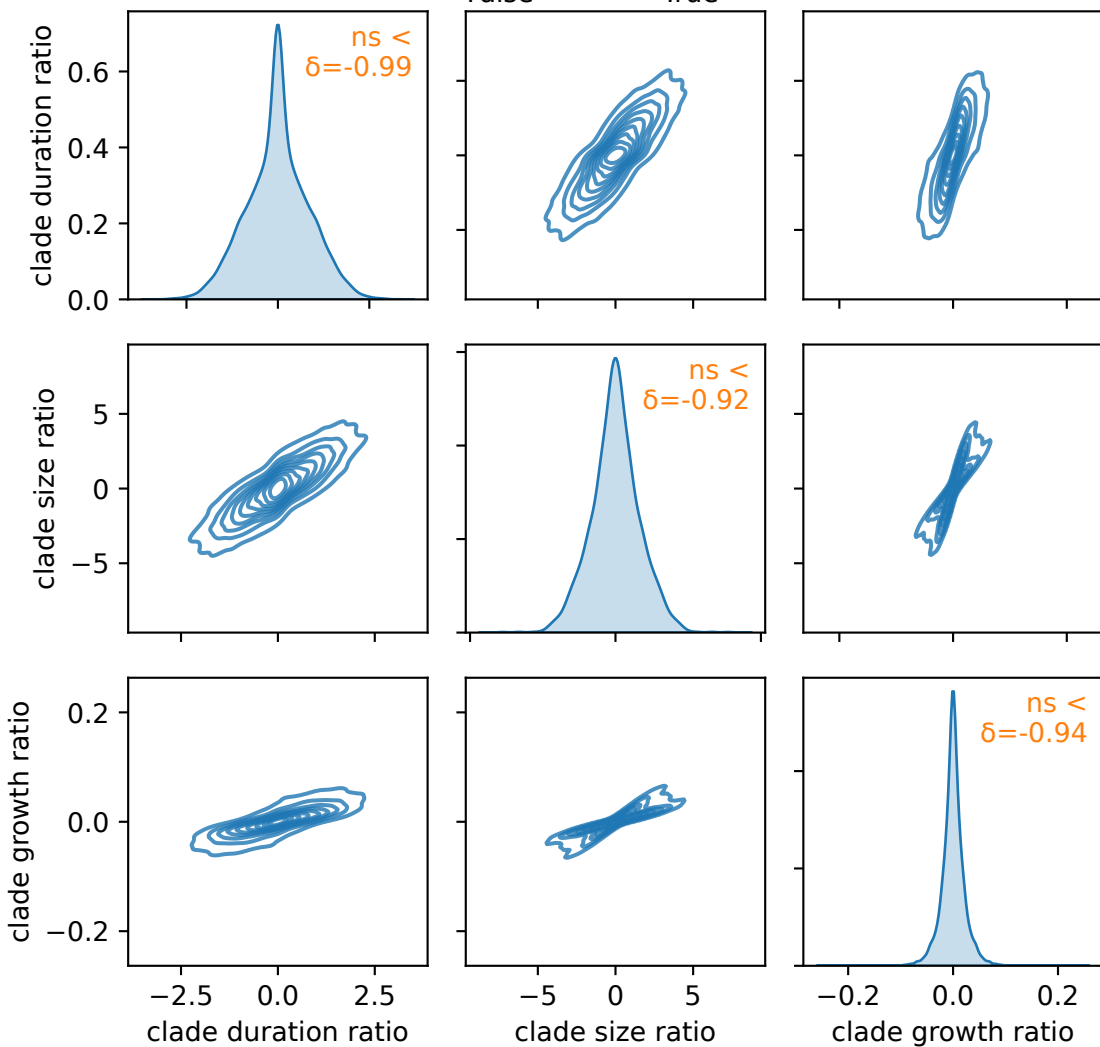 True
clade duration ratio
0.6
0.4
0.2
0.0
ns <
δ=-0.99
clade size ratio
5
0
−5
ns <
δ=-0.92
clade growth ratio
0.2
0.0
−0.2
ns <
δ=-0.94
−2.5 0.0 2.5
clade duration ratio
−5 0 5
clade size ratio
−0.2 0.0 0.2
clade growth ratio